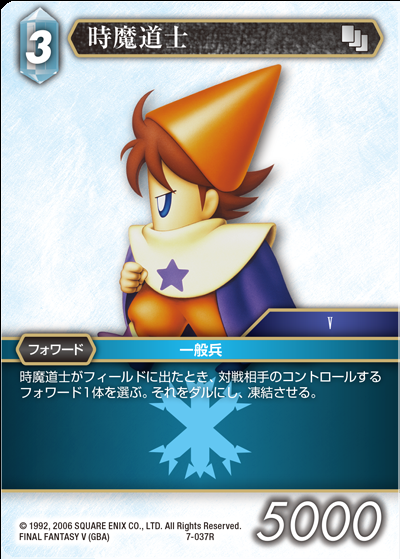 3
時魔道士
V
フォワード
一般兵
時魔道士がフィールドに出たとき、対戦相手のコントロールする
フォワード1体を選ぶ。それをダルにし、凍結させる。
© 1992, 2006 SQUARE ENIX CO., LTD. All Rights Reserved.
FINAL FANTASY V (GBA)
7-037R
5000